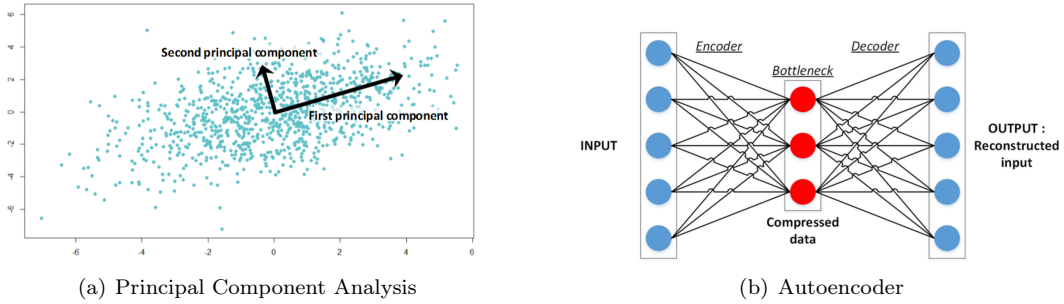 6
4
2
0
-2
-4
-6
Second principal component
First principal component
-6 -4 -2 0 2 4 6
(a) Principal Component Analysis
Encoder
Decoder
Bottleneck
INPUT
OUTPUT :
Reconstructed
input
Compressed
data
(b) Autoencoder